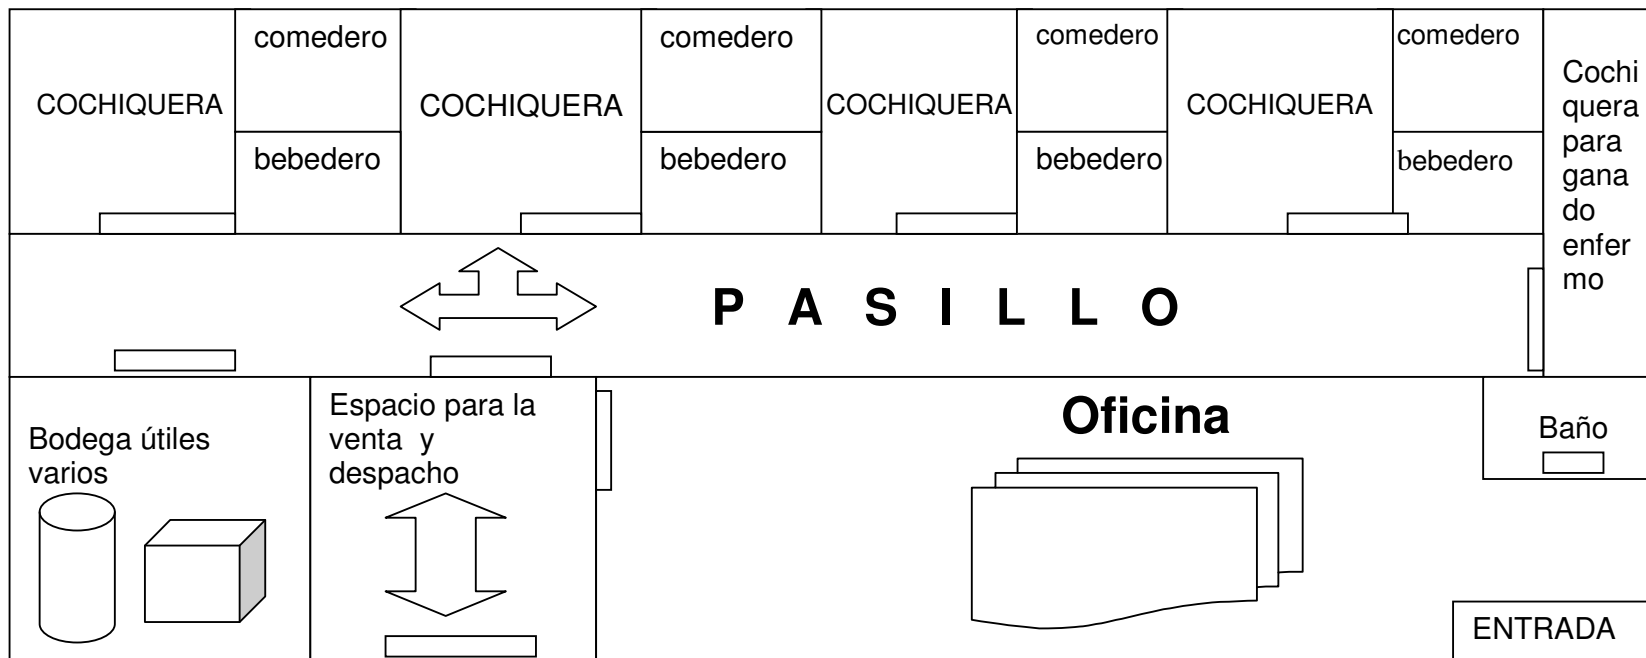 comedero
comedero
comedero
comedero
COCHIQUERA
COCHIQUERA
COCHIQUERA
COCHIQUERA
bebedero
bebedero
bebedero
bebedero
Cochi
quera
para
gana
do
enfer
mo
P A S I L L O
Bodega útiles
varios
Espacio para la
venta y
despacho
Oficina
Baño
ENTRADA